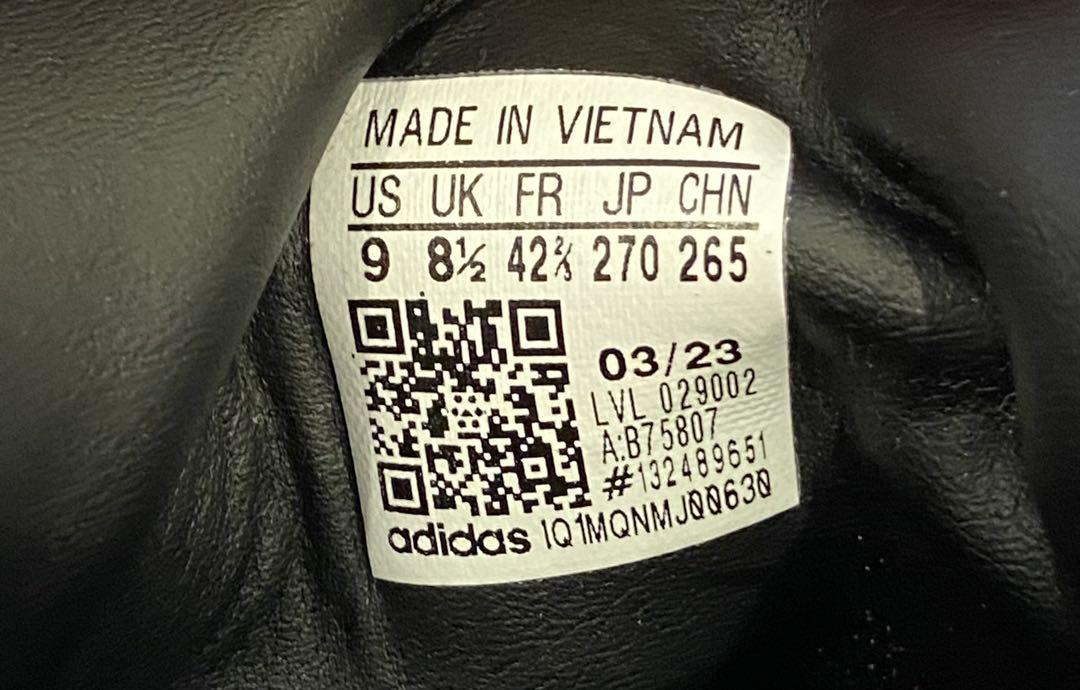 MADE IN VIETNAM
US UK FR JP CHN
9 8½ 42⅔ 270 265
03/23
LVL 029002
A:B75807
#132489651
adidas 1Q1MQNMJ00630